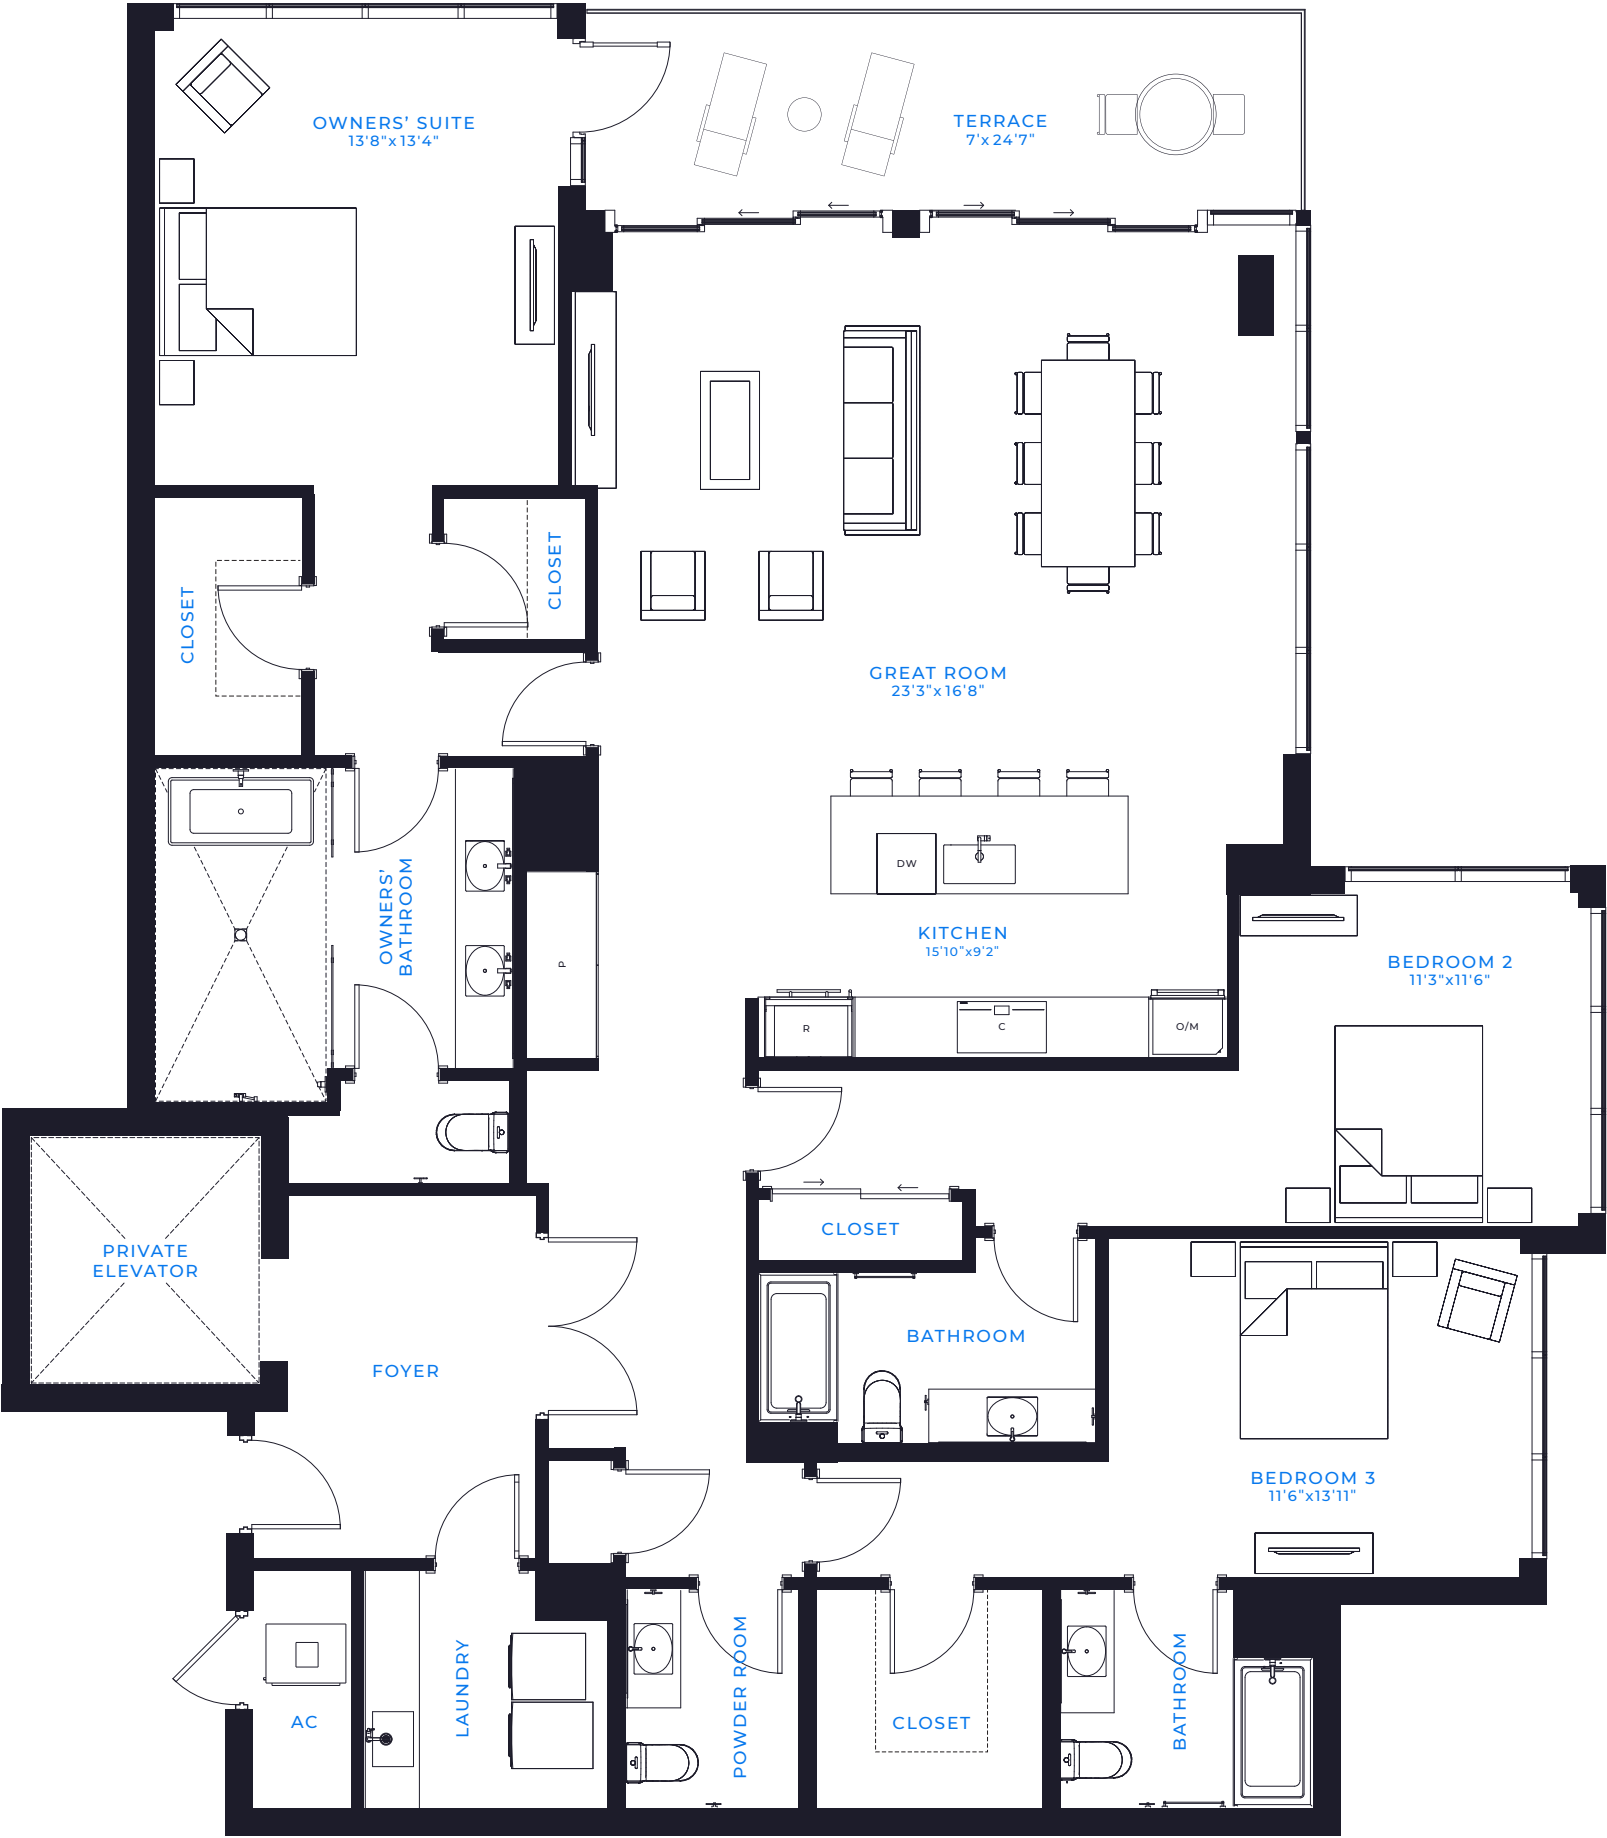 OWNERS' SUITE
13'8"x13'4"
TERRACE
7'x24'7"
CLOSET
CLOSET
GREAT ROOM
23'3"x16'8"
DW
OWNERS'
BATHROOM
KITCHEN
15'10"x9'2"
P
BEDROOM 2
11'3"x11'6"
R
C
O/M
CLOSET
PRIVATE
ELEVATOR
BATHROOM
FOYER
BEDROOM 3
11'6"x13'11"
AC
LAUNDRY
POWDER ROOM
CLOSET
BATHROOM